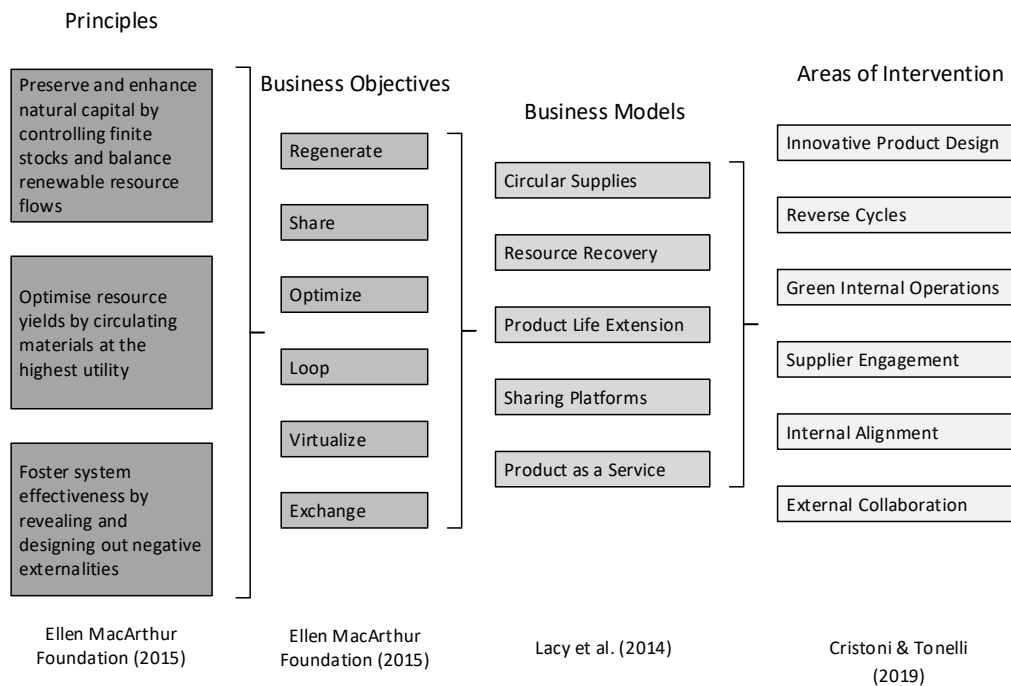 Principles
Preserve and enhance
natural capital by
controlling finite
stocks and balance
renewable resource
flows
Optimise resource
yields by circulating
materials at the
highest utility
Foster system
effectiveness by
revealing and
designing out negative
externalities
Ellen MacArthur
Foundation (2015)
Business Objectives
Regenerate
Share
Optimize
Loop
Virtualize
Exchange
Ellen MacArthur
Foundation (2015)
Business Models
Circular Supplies
Resource Recovery
Product Life Extension
Sharing Platforms
Product as a Service
Lacy et al. (2014)
Areas of Intervention
Innovative Product Design
Reverse Cycles
Green Internal Operations
Supplier Engagement
Internal Alignment
External Collaboration
Cristoni & Tonelli
(2019)